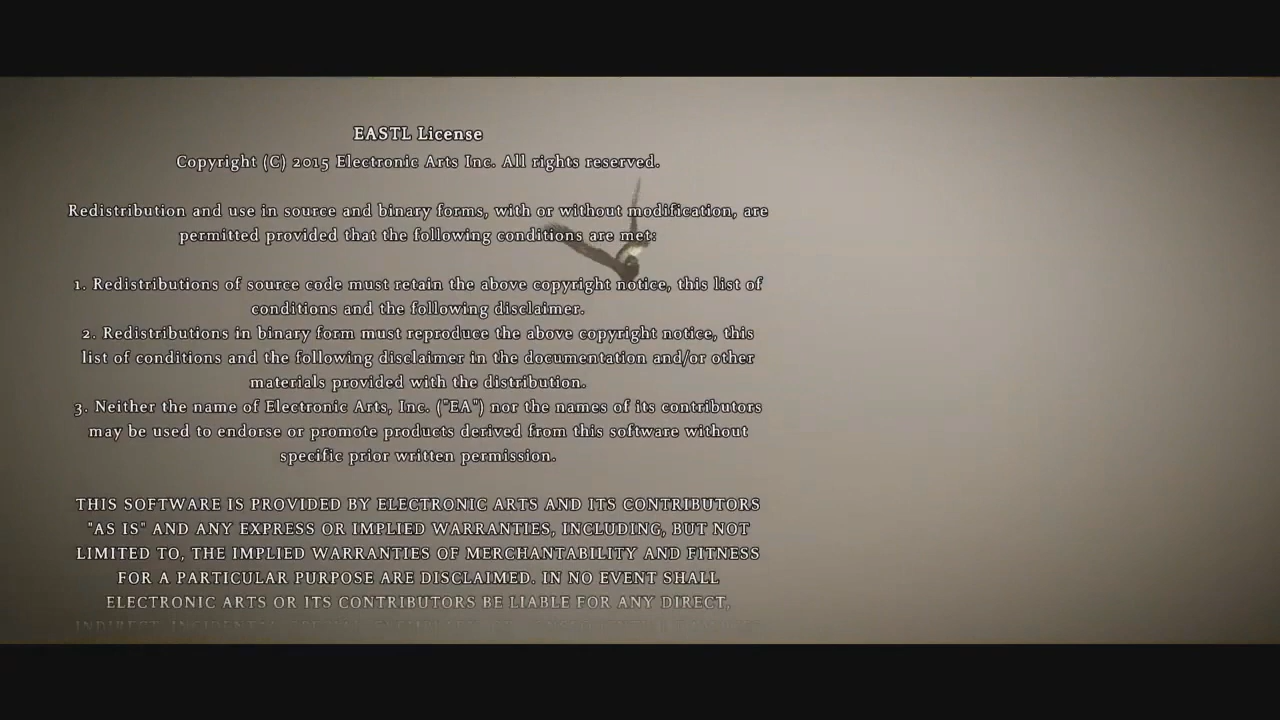 EASTL License
Copyright (C) 2015 Electronic Arts Inc. All rights reserved.
Redistribution and use in source and binary forms, with or without modification, are
permitted provided that the following conditions are met:
1. Redistributions of source code must retain the above copyright notice, this list of
conditions and the following disclaimer.
2. Redistributions in binary form must reproduce the above copyright notice, this
list of conditions and the following disclaimer in the documentation and/or other
materials provided with the distribution.
3. Neither the name of Electronic Arts, Inc. ("EA") nor the names of its contributors
may be used to endorse or promote products derived from this software without
specific prior written permission.
THIS SOFTWARE IS PROVIDED BY ELECTRONIC ARTS AND ITS CONTRIBUTORS
"AS IS" AND ANY EXPRESS OR IMPLIED WARRANTIES, INCLUDING, BUT NOT
LIMITED TO, THE IMPLIED WARRANTIES OF MERCHANTABILITY AND FITNESS
FOR A PARTICULAR PURPOSE ARE DISCLAIMED. IN NO EVENT SHALL
ELECTRONIC ARTS OR ITS CONTRIBUTORS BE LIABLE FOR ANY DIRECT,